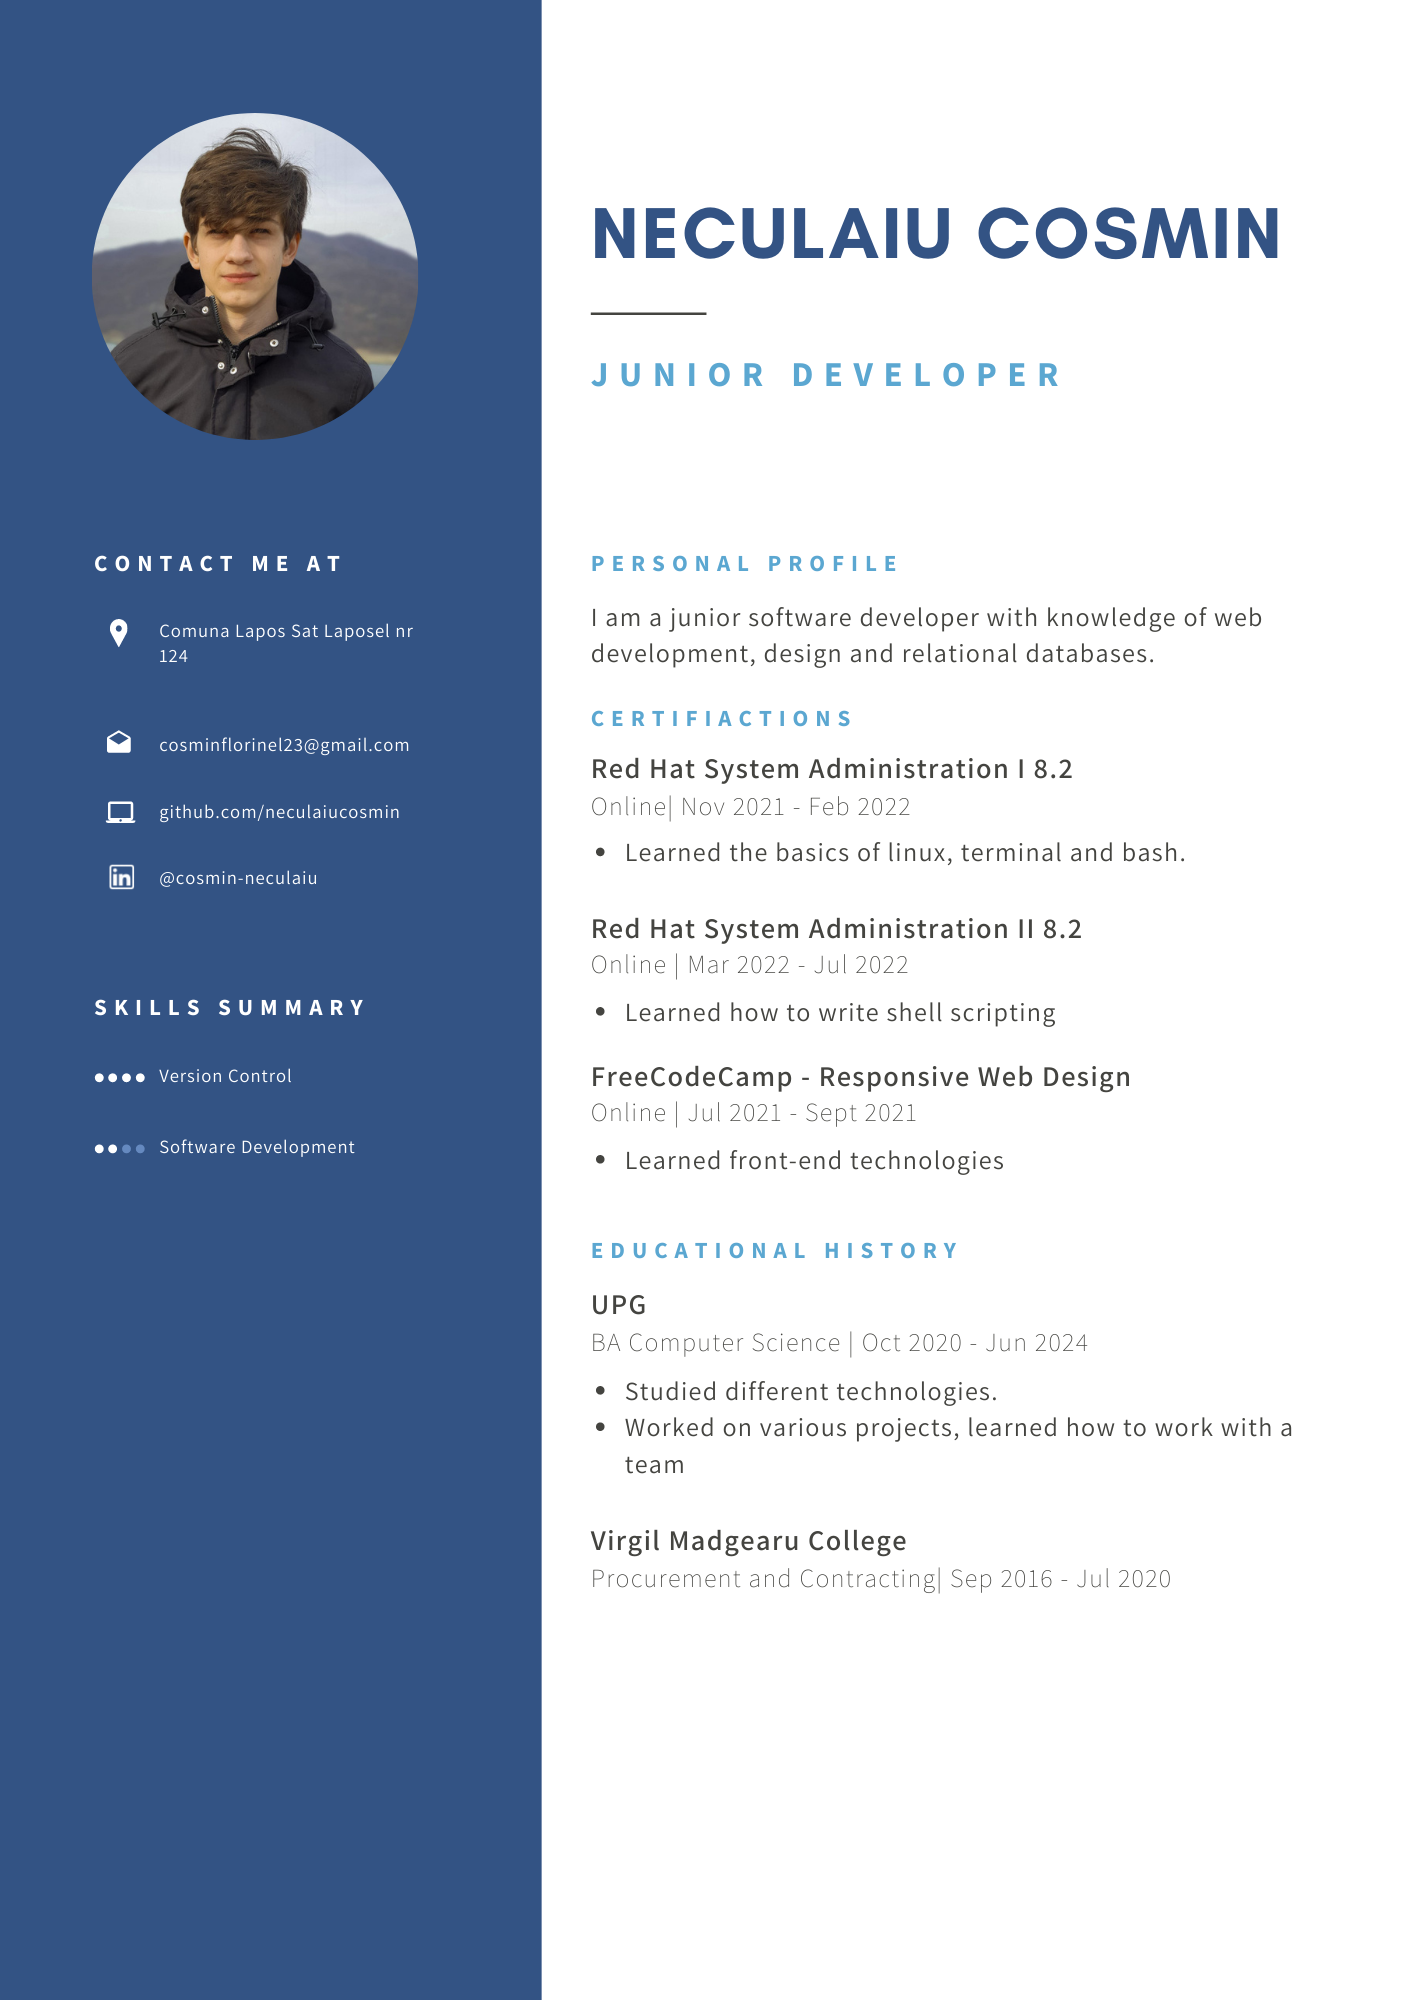 NECULAIU COSMIN
JUNIOR DEVELOPER
CONTACT ME AT
Comuna Lapos Sat Laposel nr
124
cosminflorinel23@gmail.com
github.com/neculaiucosmin
in
@cosmin-neculaiu
SKILLS SUMMARY
Version Control
Software Development
PERSONAL PROFILE
I am a junior software developer with knowledge of web
development, design and relational databases.
CERTIFIACTIONS
Red Hat System Administration I 8.2
Online| Nov 2021 - Feb 2022
• Learned the basics of linux, terminal and bash.
Red Hat System Administration II 8.2
Online | Mar 2022 - Jul 2022
• Learned how to write shell scripting
FreeCodeCamp - Responsive Web Design
Online | Jul 2021 - Sept 2021
• Learned front-end technologies
EDUCATIONAL HISTORY
UPG
BA Computer Science | Oct 2020 - Jun 2024
• Studied different technologies.
• Worked on various projects, learned how to work with a
team
Virgil Madgearu College
Procurement and Contracting| Sep 2016 - Jul 2020